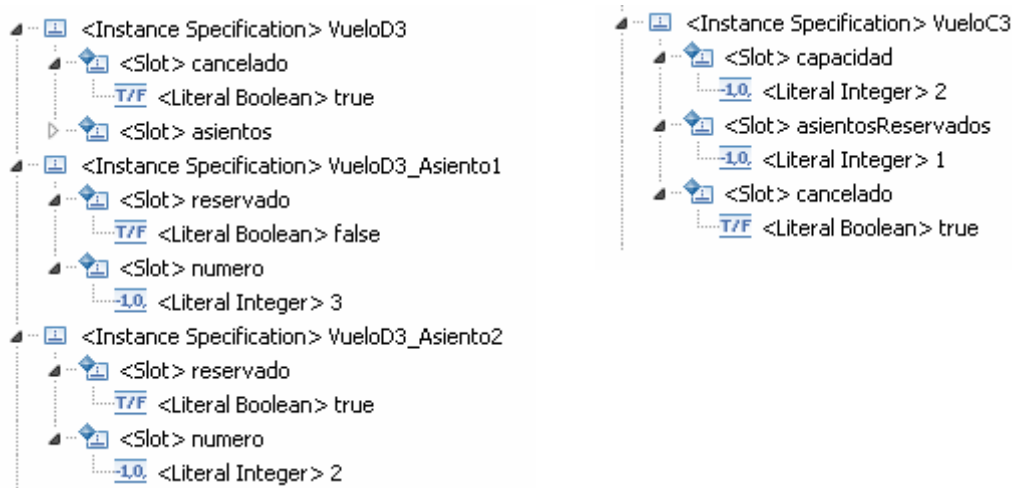 <Instance Specification> VueloD3
<Slot> cancelado
T/F <Literal Boolean> true
<Slot> asientos
<Instance Specification> VueloD3_Asiento1
<Slot> reservado
T/F <Literal Boolean> false
<Slot> numero
-1,0, <Literal Integer> 3
<Instance Specification> VueloD3_Asiento2
<Slot> reservado
T/F <Literal Boolean> true
<Slot> numero
-1,0, <Literal Integer> 2
<Instance Specification> VueloC3
<Slot> capacidad
-1,0, <Literal Integer> 2
<Slot> asientosReservados
-1,0, <Literal Integer> 1
<Slot> cancelado
T/F <Literal Boolean> true